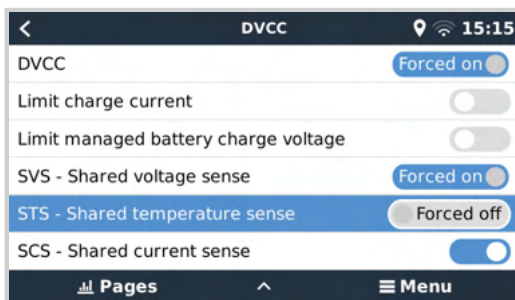 DVCC 15:15
DVCC Forced on
Limit charge current
Limit managed battery charge voltage
SVS - Shared voltage sense Forced on
STS - Shared temperature sense Forced off
SCS - Shared current sense
Pages Menu